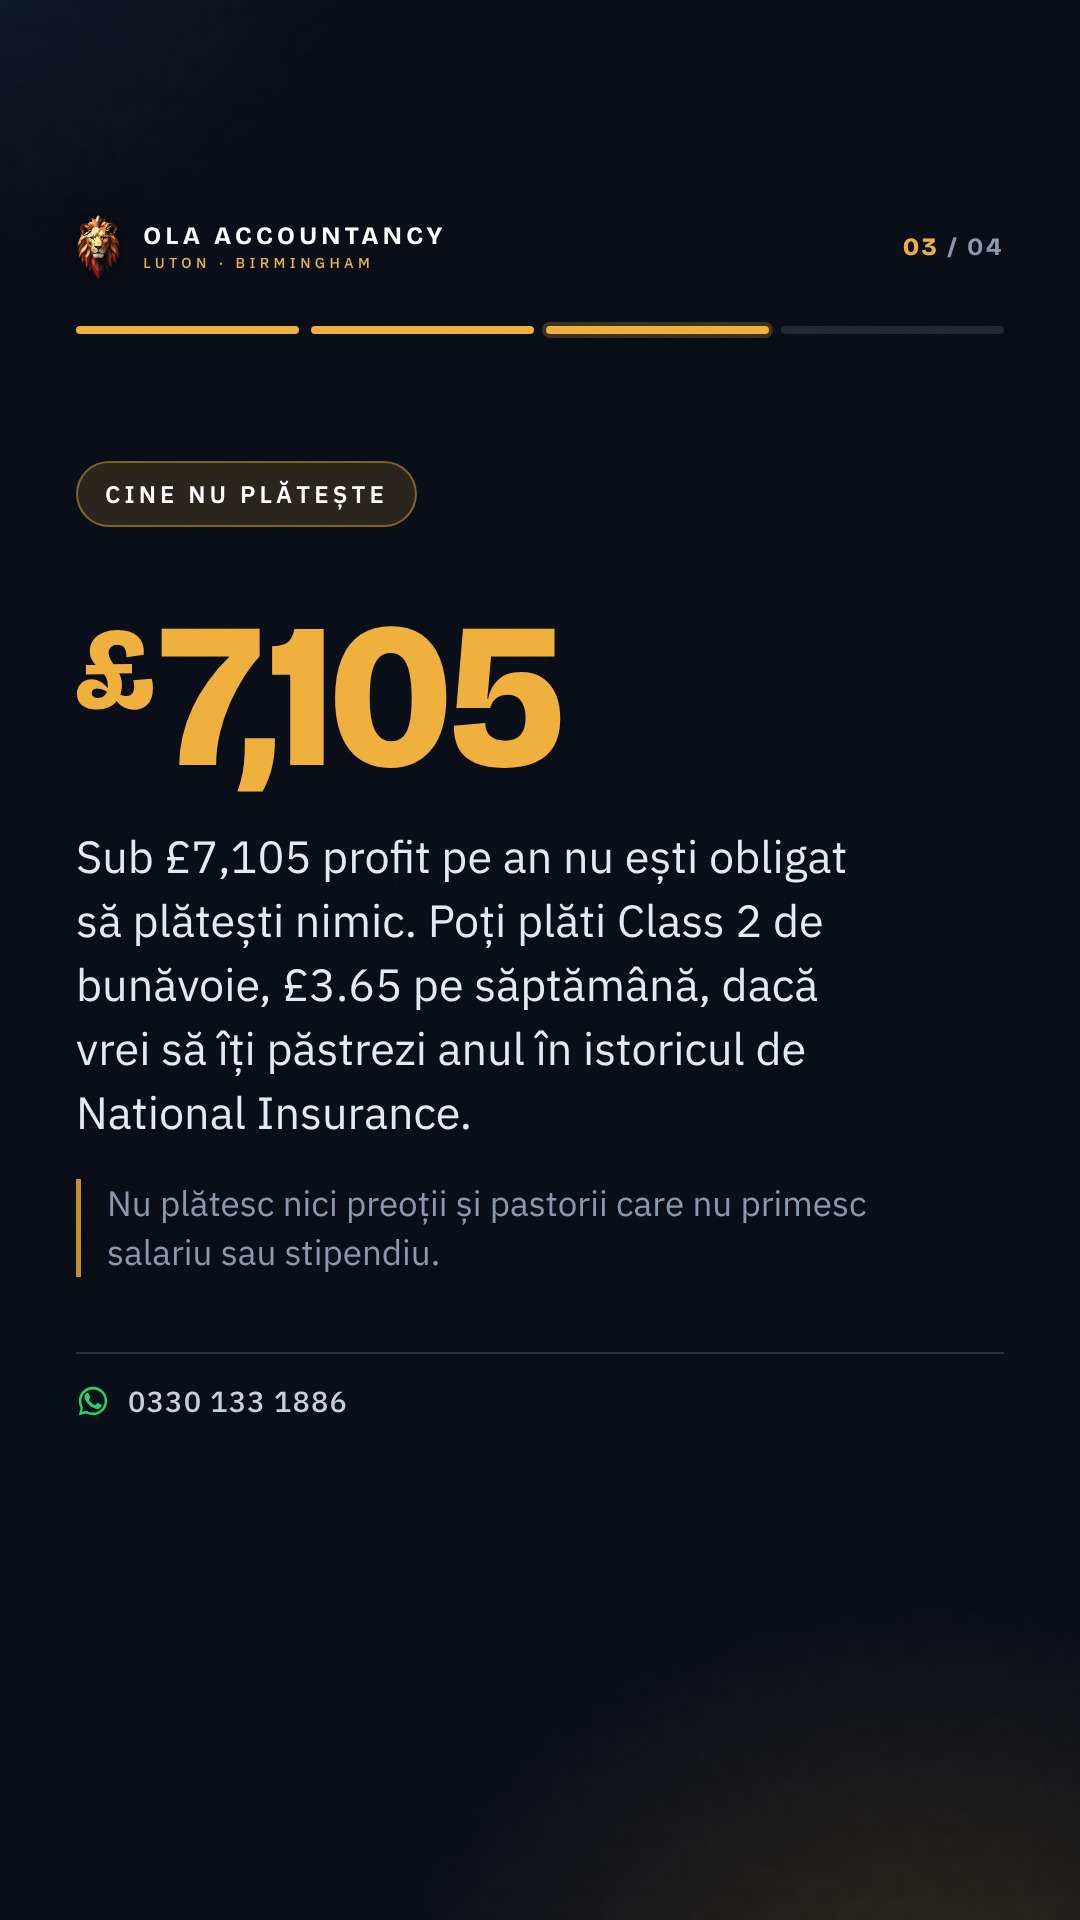 OLA ACCOUNTANCY
LUTON · BIRMINGHAM
03 / 04
CINE NU PLĂTEȘTE
£7,105
Sub £7,105 profit pe an nu ești obligat
să plătești nimic. Poți plăti Class 2 de
bunăvoie, £3.65 pe săptămână, dacă
vrei să îți păstrezi anul în istoricul de
National Insurance.
Nu plătesc nici preoții și pastorii care nu primesc
salariu sau stipendiu.
0330 133 1886